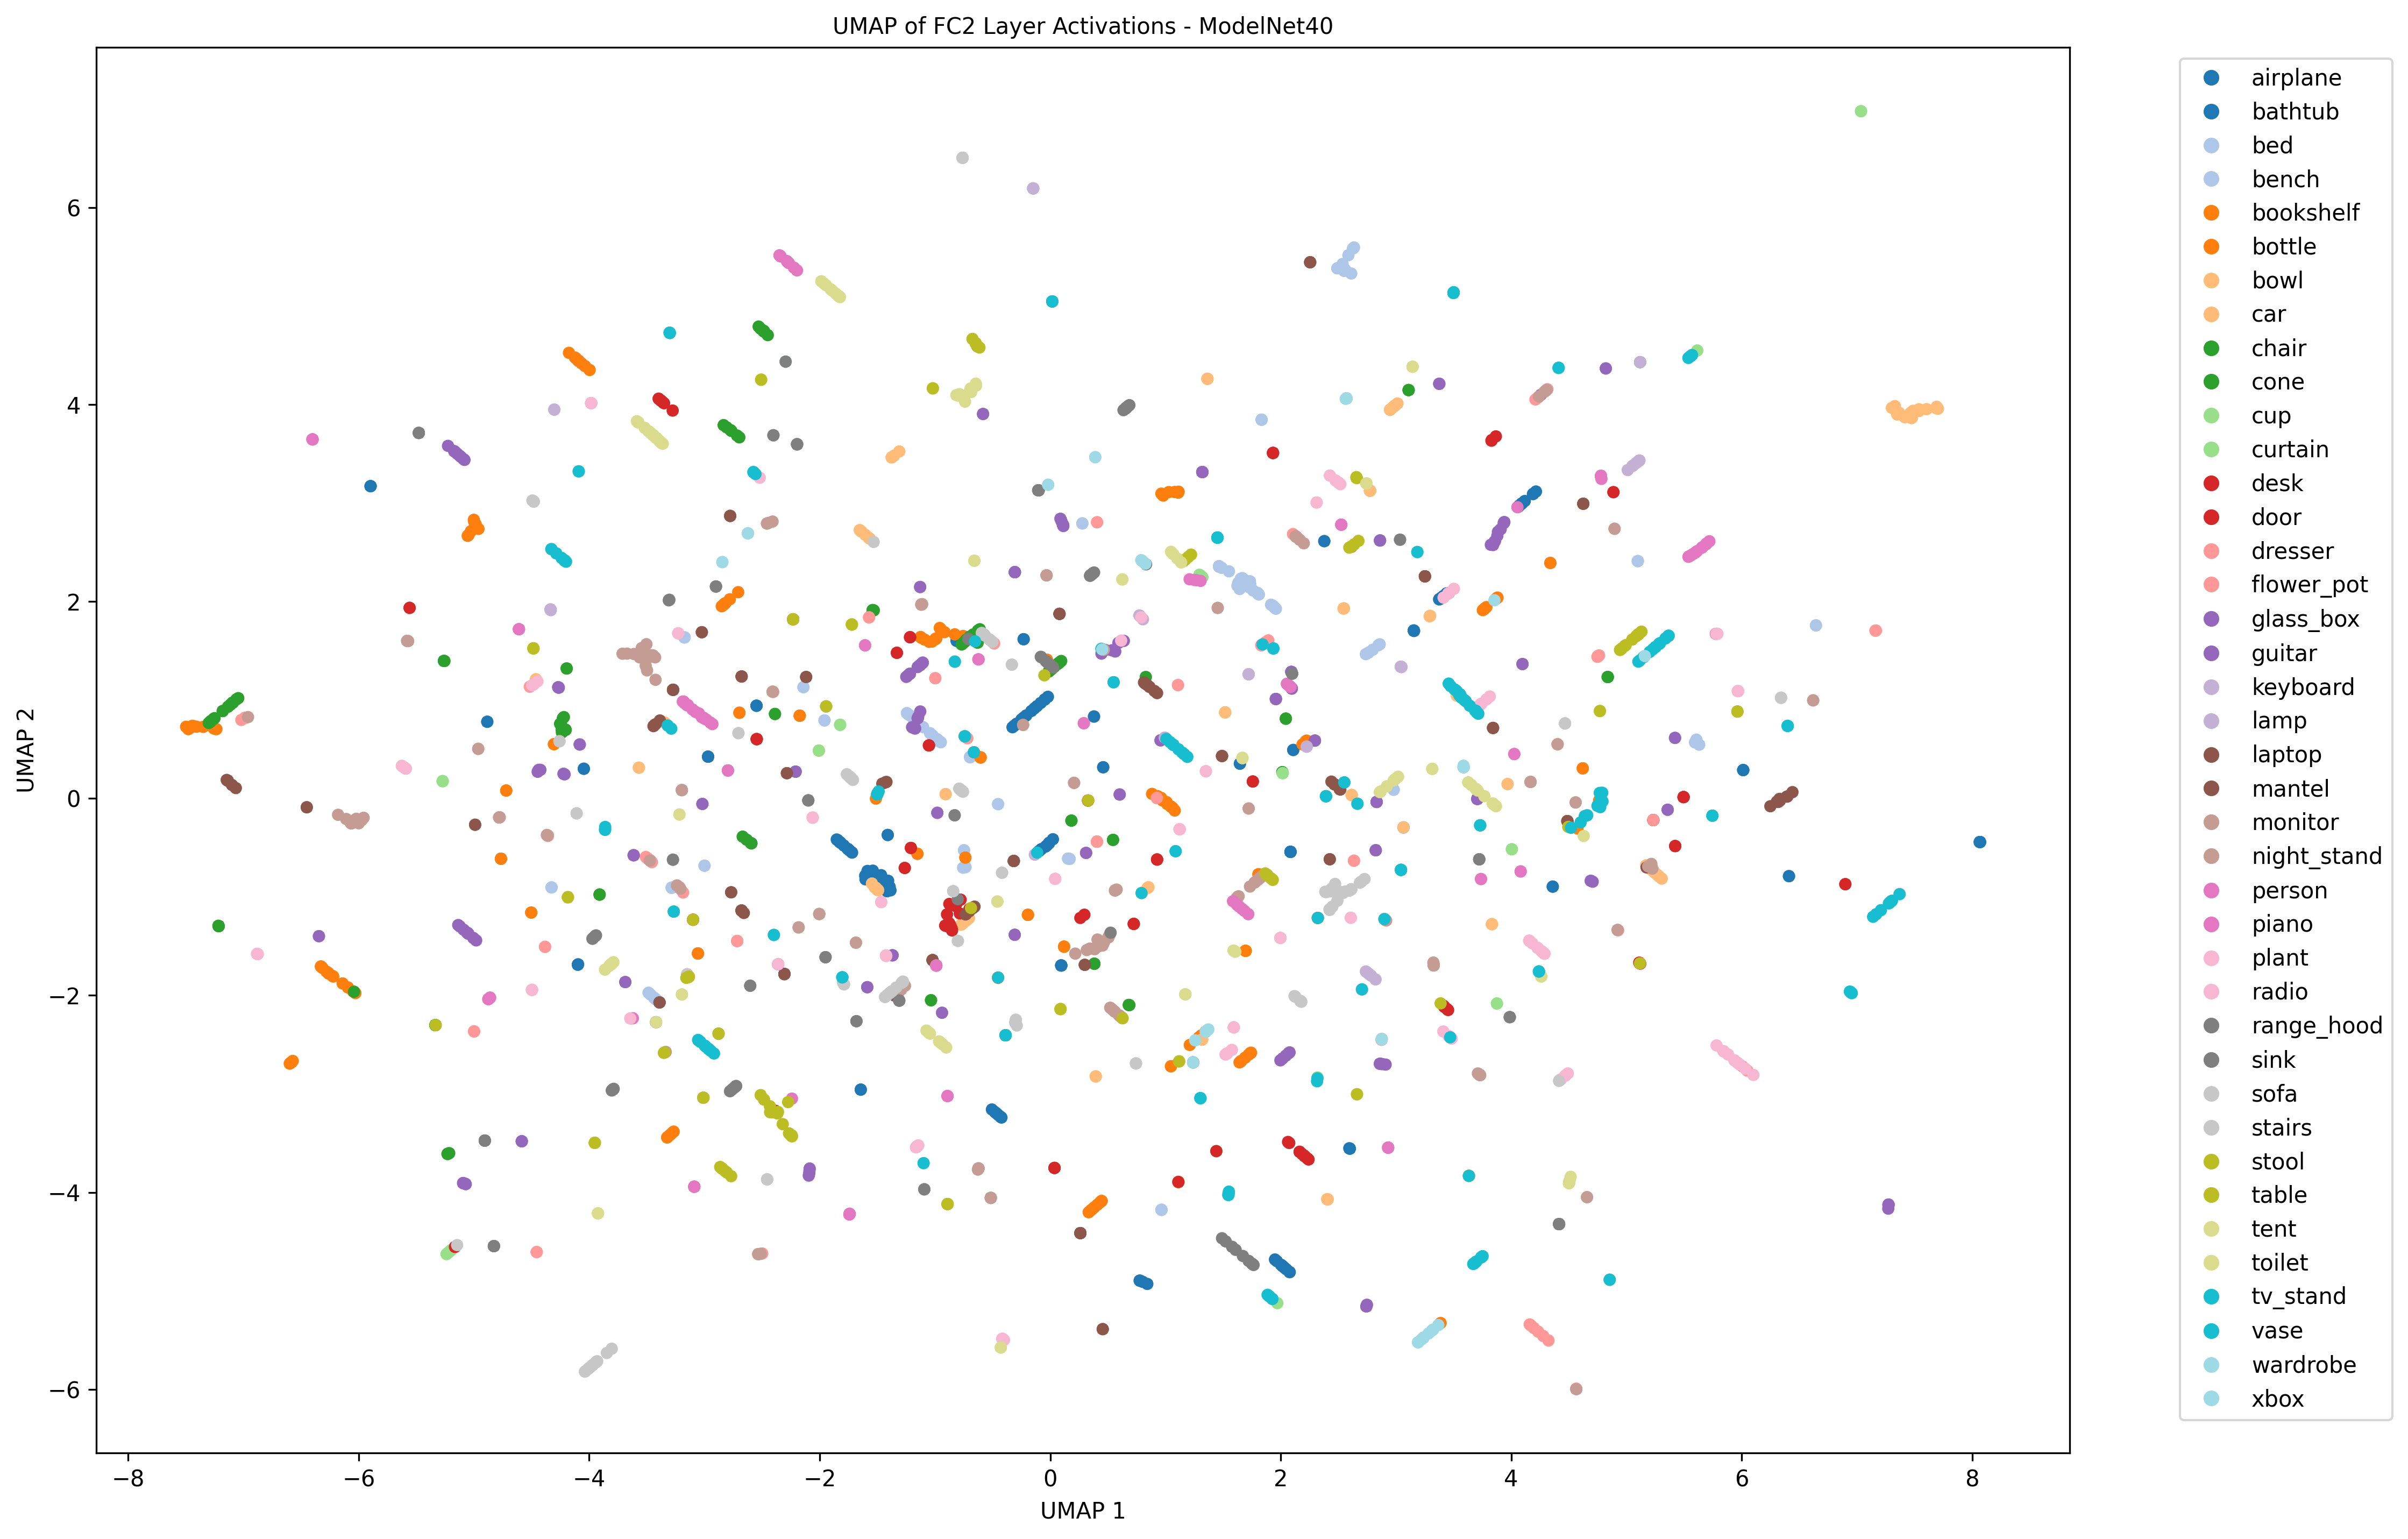 UMAP of FC2 Layer Activations - ModelNet40
6
4
2
0
−2
−4
−6
UMAP 2
−8
−6
−4
−2
0
2
4
6
8
UMAP 1
airplane
bathtub
bed
bench
bookshelf
bottle
bowl
car
chair
cone
cup
curtain
desk
door
dresser
flower_pot
glass_box
guitar
keyboard
lamp
laptop
mantel
monitor
night_stand
person
piano
plant
radio
range_hood
sink
sofa
stairs
stool
table
tent
toilet
tv_stand
vase
wardrobe
xbox